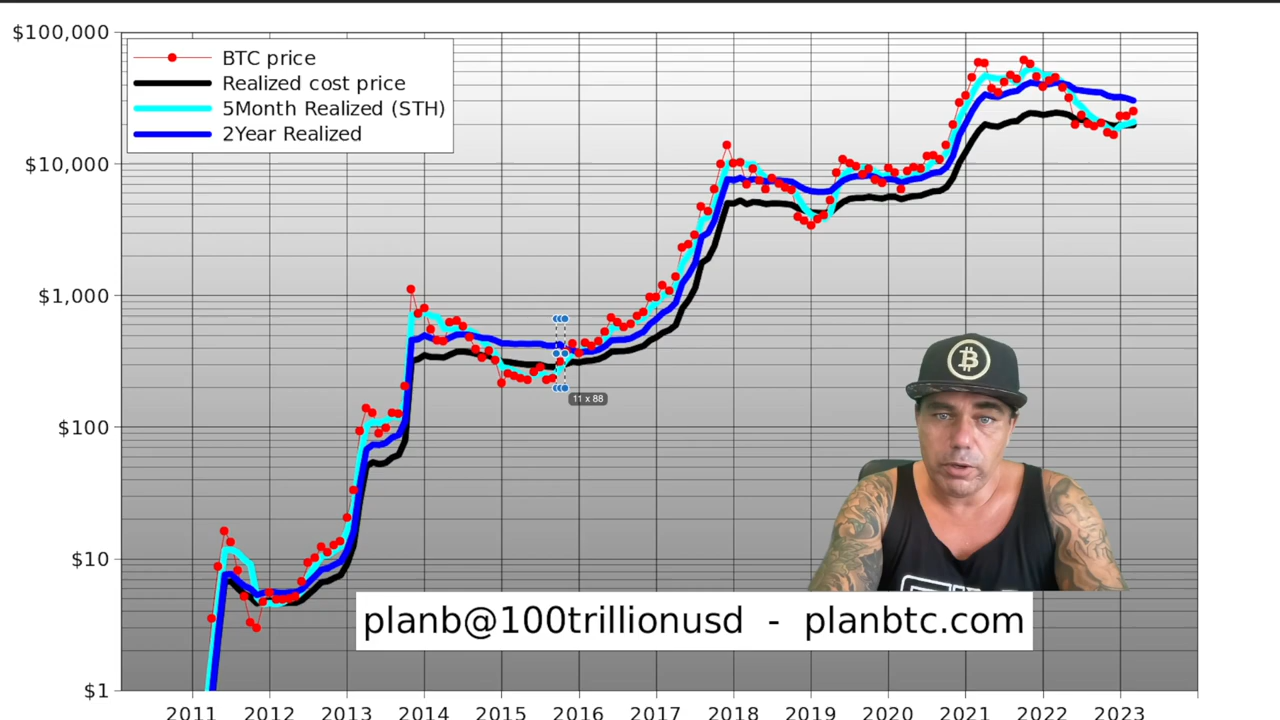 $100,000
BTC price
Realized cost price
5Month Realized (STH)
2Year Realized
$10,000
$1,000
11 x 88
$100
$10
planb@100trillionusd - planbtc.com
$1
2011 2012 2013 2014 2015 2016 2017 2018 2019 2020 2021 2022 2023